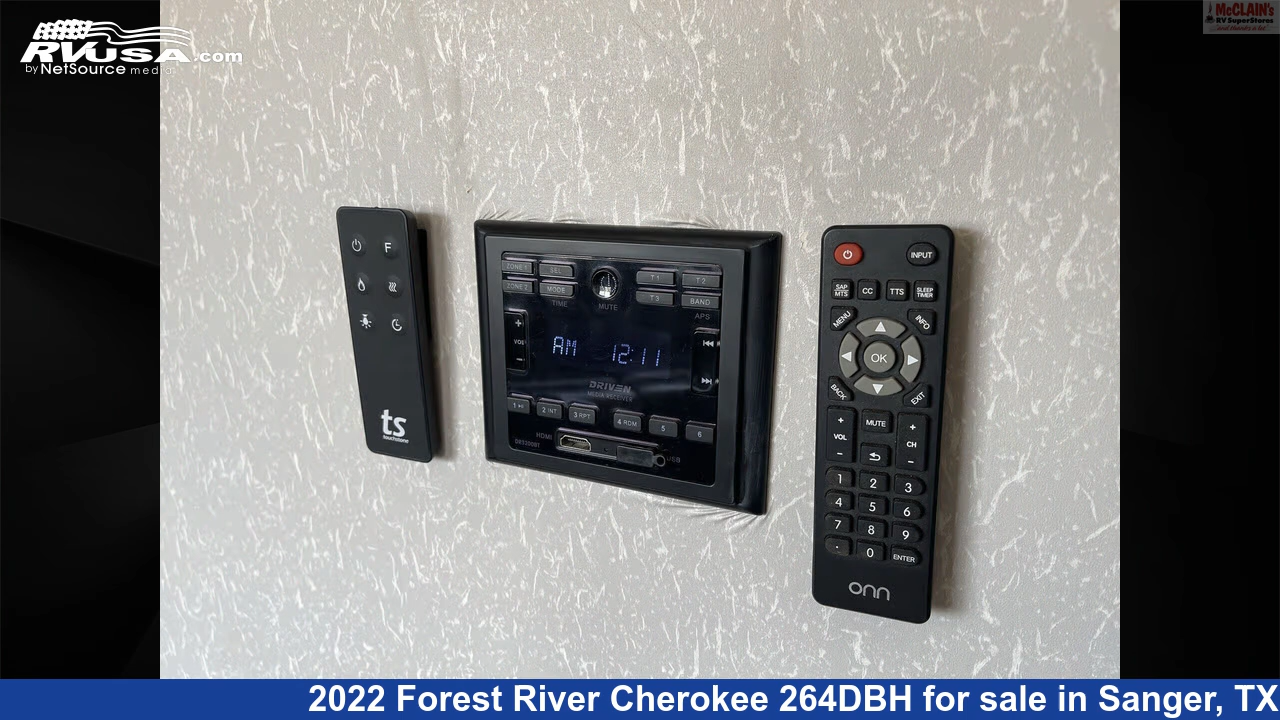 RVUSA.com
by NetSource media
McCLAIN's
RV SuperStores
F
ts
touchstone
ZONE 1
SEL
T 1
T 2
ZONE 2
MODE
T 3
BAND
TIME
MUTE
APS
+
VOL
-
AM 12:11
DRIVEN
MEDIA RECEIVER
1
2 INT
3 RPT
4 RDM
5
6
HDMI
USB
INPUT
SAP MTS
CC
TTS
SLEEP TIMER
MENU
INFO
OK
BACK
EXIT
+ MUTE +
VOL CH
- -
1 2 3
4 5 6
7 8 9
. 0 ENTER
onn
2022 Forest River Cherokee 264DBH for sale in Sanger, TX